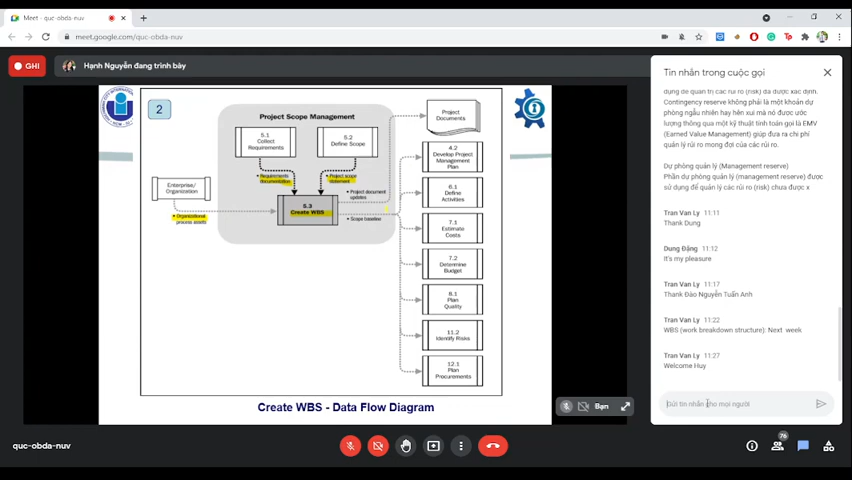 Meet - quc-obda-nuv
meet.google.com/quc-obda-nuv
GHI
Hạnh Nguyễn đang trình bày
2
Project Scope Management
5.1
Collect
Requirements
5.2
Define Scope
Requirements
documentation
Project scope
statement
Enterprise/
Organization
• Organizational
process assets
5.3
Create WBS
• Project document
updates
• Scope baseline
Project
Documents
4.2
Develop Project
Management
Plan
6.1
Define
Activities
7.1
Estimate
Costs
7.2
Determine
Budget
8.1
Plan
Quality
11.2
Identify Risks
12.1
Plan
Procurements
Create WBS - Data Flow Diagram
Bạn
Tin nhắn trong cuộc gọi
dụng để quản trị các rủi ro (risk) đã được xác định.
Contingency reserve không phải là một khoản dự
phòng ngẫu nhiên hay hên xui mà nó được ước
lượng thông qua một kỹ thuật tính toán gọi là EMV
(Earned Value Management) giúp đưa ra chi phí
quản lý rủi ro mong đợi của các rủi ro.
Dự phòng quản lý (Management reserve)
Phần dự phòng quản lý (management reserve) được
sử dụng để quản lý các rủi ro (risk) chưa được x
Tran Van Ly 11:11
Thank Dung
Dung Đặng 11:12
It's my pleasure
Tran Van Ly 11:17
Thank Đào Nguyễn Tuấn Anh
Tran Van Ly 11:22
WBS (work breakdown structure): Next week
Tran Van Ly 11:27
Welcome Huy
Gửi tin nhắn cho mọi người
quc-obda-nuv
76